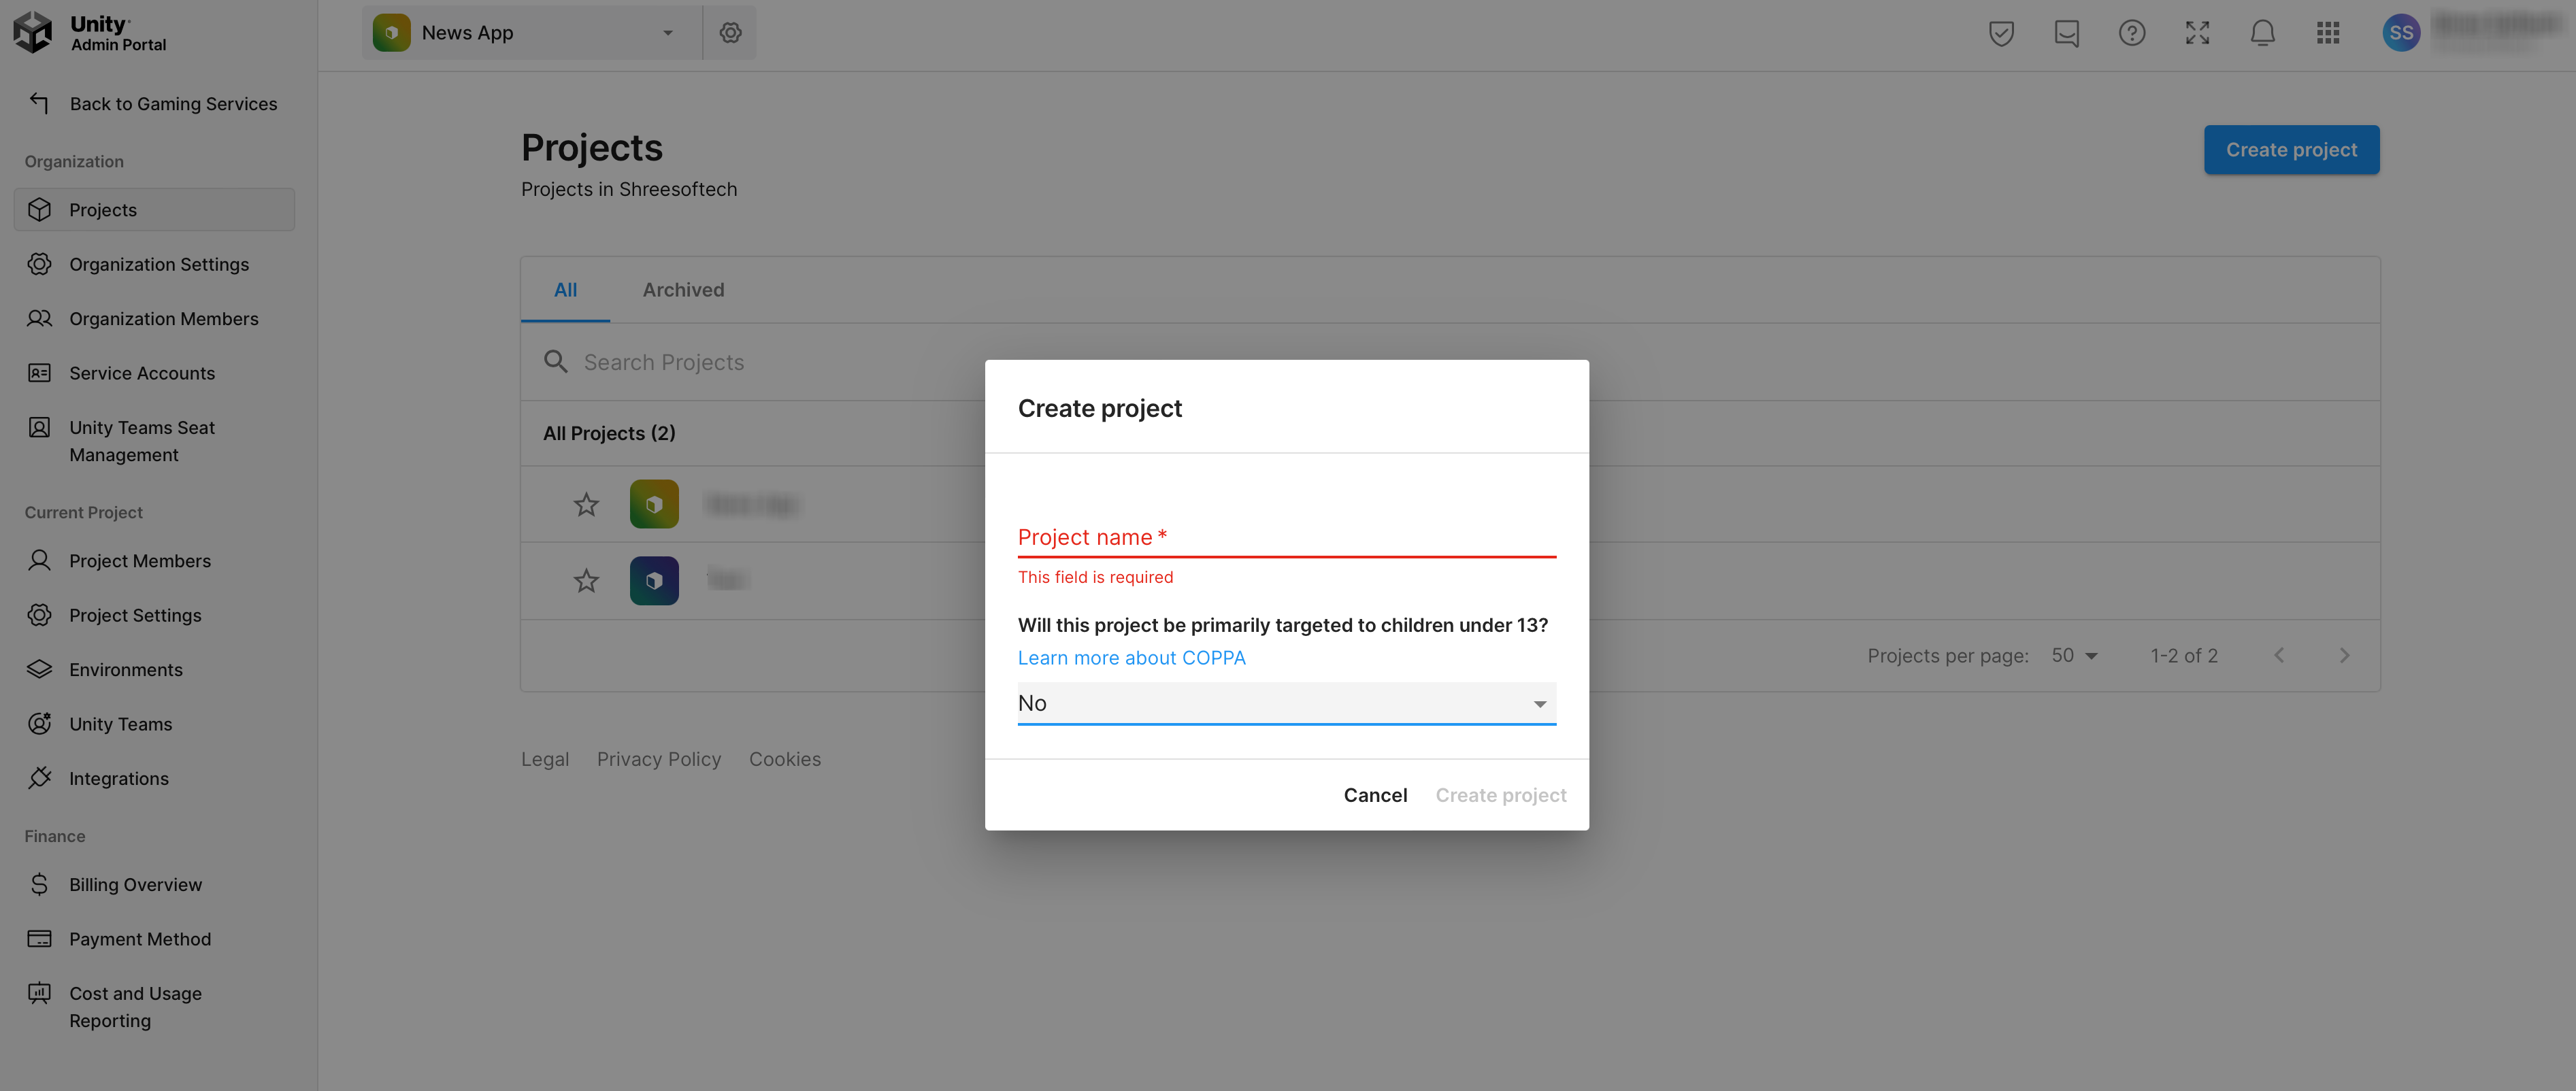 Unity
Admin Portal
News App
SS
Back to Gaming Services
Organization
Projects
Organization Settings
Organization Members
Service Accounts
Unity Teams Seat
Management
Current Project
Project Members
Project Settings
Environments
Unity Teams
Integrations
Finance
Billing Overview
Payment Method
Cost and Usage
Reporting
Projects
Create project
Projects in Shreesoftech
All Archived
Search Projects
All Projects (2)
Projects per page: 50 1-2 of 2
Legal Privacy Policy Cookies
Create project
Project name *
This field is required
Will this project be primarily targeted to children under 13?
Learn more about COPPA
No
Cancel Create project